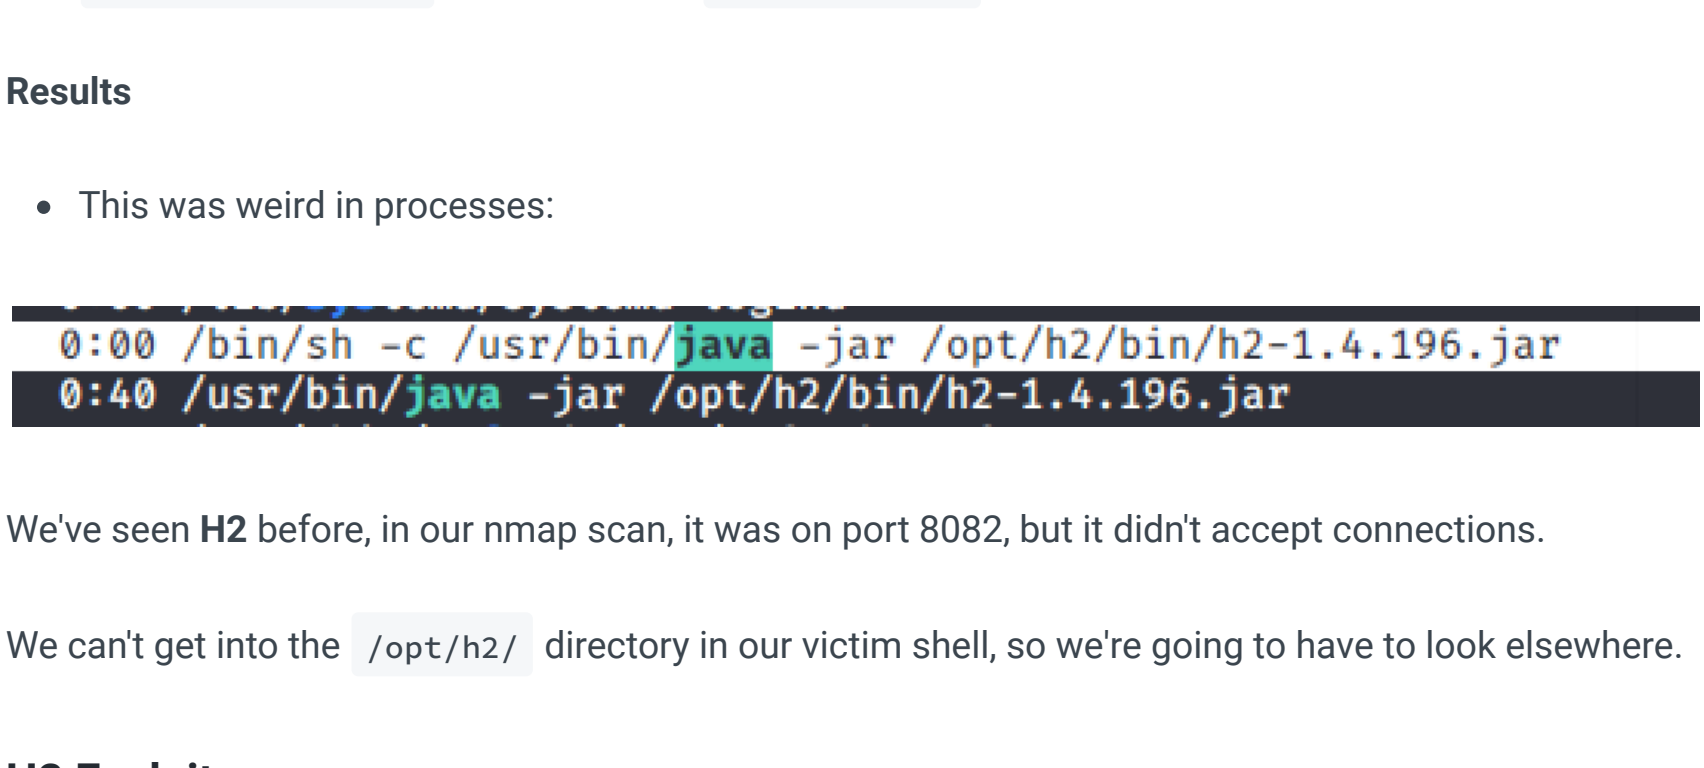 Results
This was weird in processes:
0:00 /bin/sh -c /usr/bin/java -jar /opt/h2/bin/h2-1.4.196.jar
0:40 /usr/bin/java -jar /opt/h2/bin/h2-1.4.196.jar
We've seen H2 before, in our nmap scan, it was on port 8082, but it didn't accept connections.
We can't get into the /opt/h2/ directory in our victim shell, so we're going to have to look elsewhere.